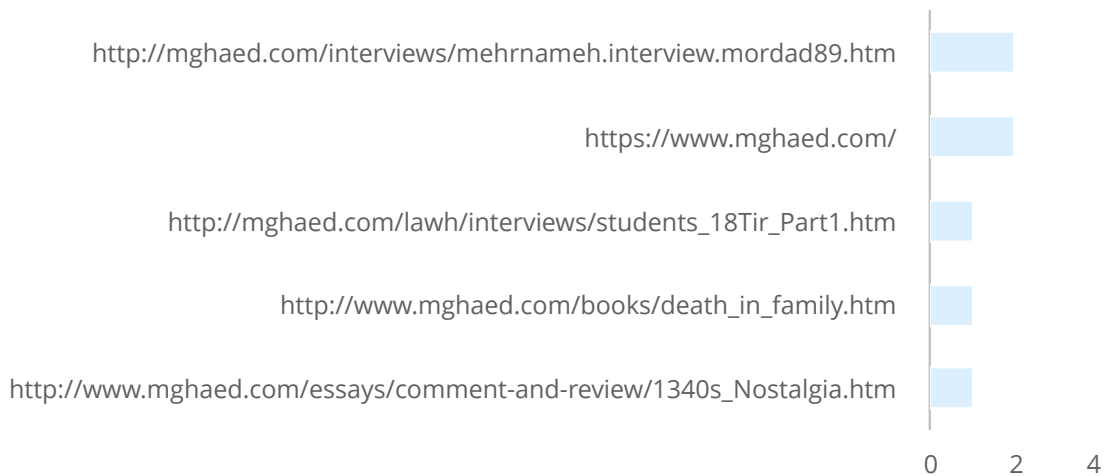 http://mghaed.com/interviews/mehrnameh.interview.mordad89.htm
https://www.mghaed.com/
http://mghaed.com/lawh/interviews/students_18Tir_Part1.htm
http://www.mghaed.com/books/death_in_family.htm
http://www.mghaed.com/essays/comment-and-review/1340s_Nostalgia.htm
0 2 4